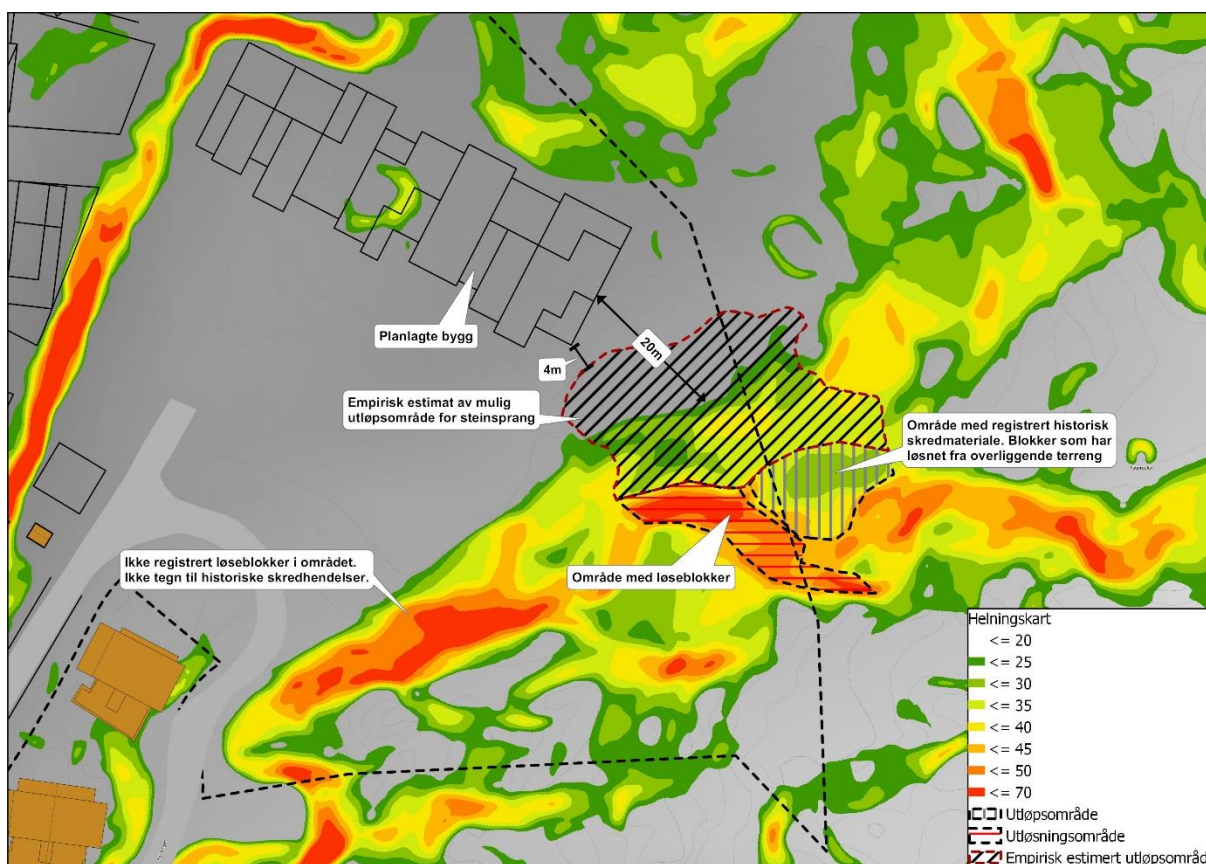 Planlagte bygg
20m
4m
Empirisk estimat av mulig
utløpsområde for steinsprang
Område med registrert historisk
skredmateriale. Blokker som har
løsnet fra overliggende terreng
Ikke registrert løseblokker i området.
Ikke tegn til historiske skredhendelser.
Område med løseblokker
Helningskart
<= 20
<= 25
<= 30
<= 35
<= 40
<= 45
<= 50
<= 70
Utløpsområde
Utløsningsområde
Empirisk estimert utløpsområd